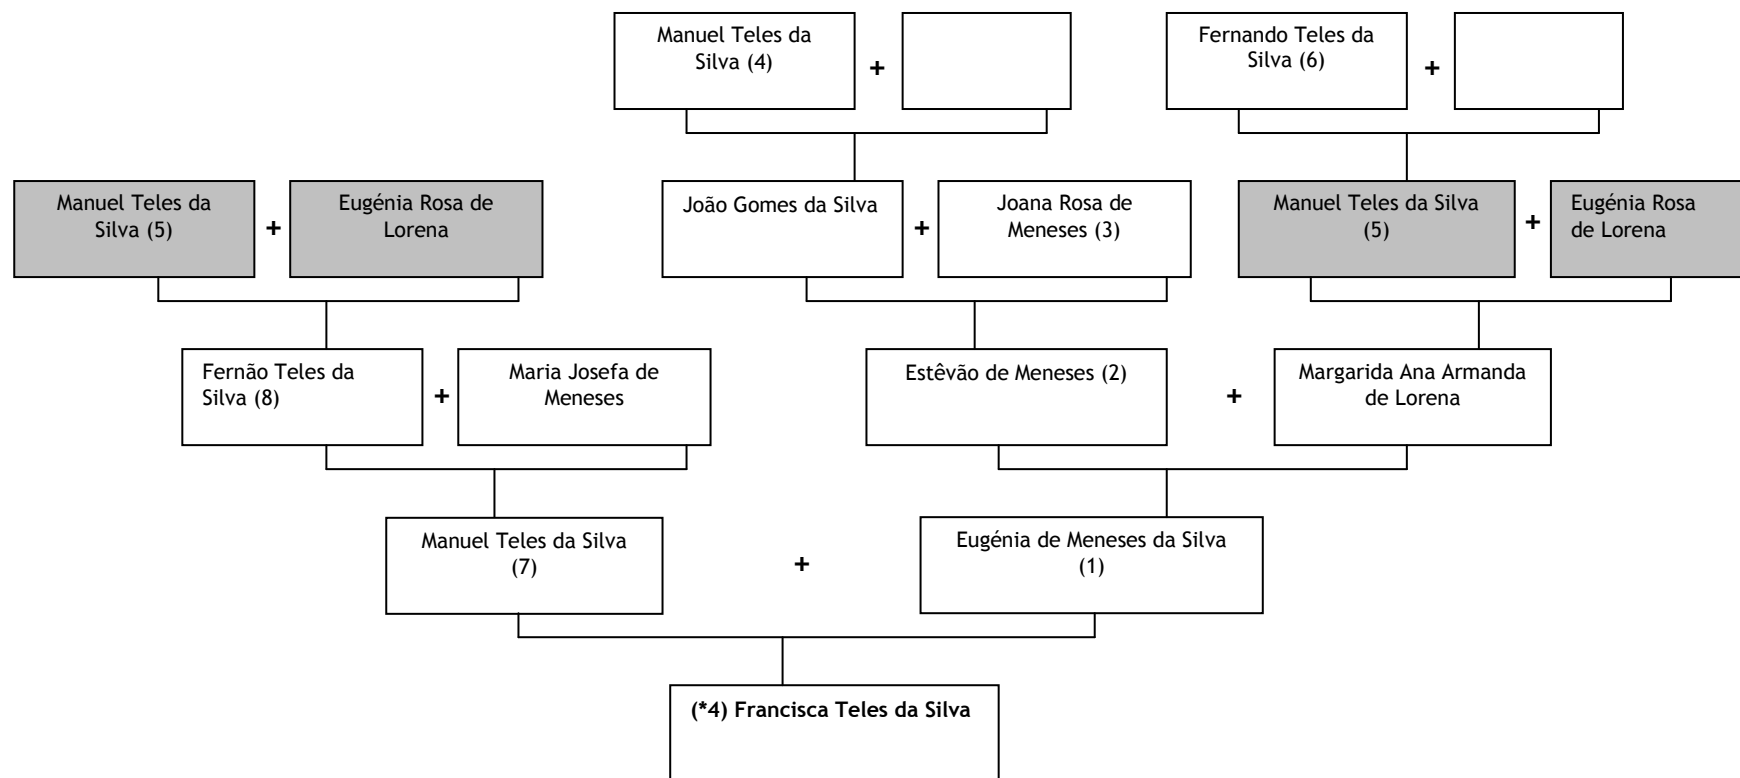 Manuel Teles da
Silva (4)
+
Fernando Teles da
Silva (6)
+
Manuel Teles da
Silva (5)
+
Eugénia Rosa de
Lorena
João Gomes da Silva
+
Joana Rosa de
Meneses (3)
Manuel Teles da Silva
(5)
+
Eugénia Rosa
de Lorena
Fernão Teles da
Silva (8)
+
Maria Josefa de
Meneses
Estêvão de Meneses (2)
+
Margarida Ana Armanda
de Lorena
Manuel Teles da Silva
(7)
+
Eugénia de Meneses da Silva
(1)
(*4) Francisca Teles da Silva